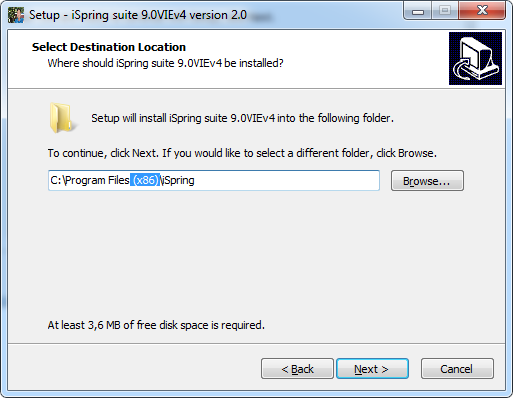 Setup - iSpring suite 9.0VIEv4 version 2.0
Select Destination Location
Where should iSpring suite 9.0VIEv4 be installed?
Setup will install iSpring suite 9.0VIEv4 into the following folder.
To continue, click Next. If you would like to select a different folder, click Browse.
C:\Program Files (x86)\iSpring
Browse...
At least 3,6 MB of free disk space is required.
< Back
Next >
Cancel